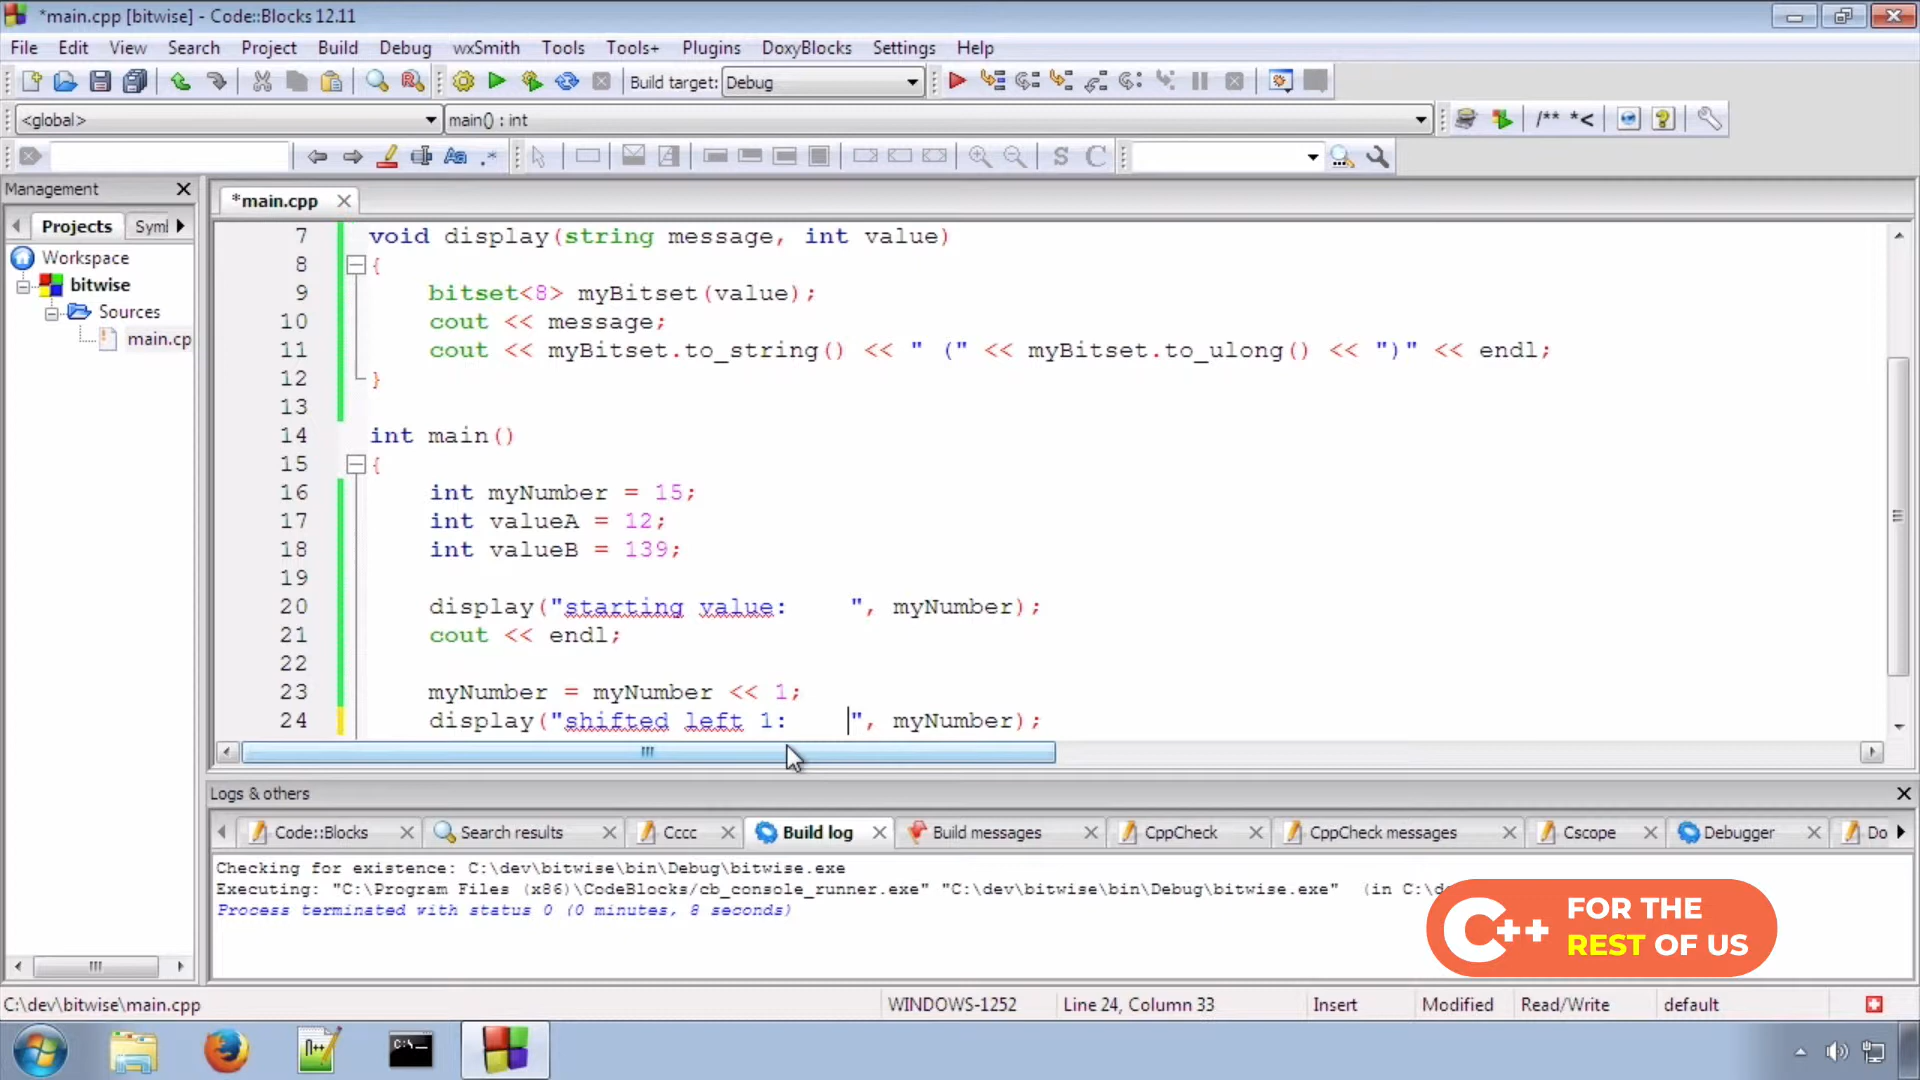 *main.cpp [bitwise] - Code::Blocks 12.11
File Edit View Search Project Build Debug wxSmith Tools Tools+ Plugins DoxyBlocks Settings Help
Build target: Debug
<global> main() : int
/** *<
Aa .* S C
Management
*main.cpp
Projects Syml
Workspace
bitwise
Sources
main.cp
7 void display(string message, int value)
8 {
9 bitset<8> myBitset(value);
10 cout << message;
11 cout << myBitset.to_string() << " (" << myBitset.to_ulong() << ")" << endl;
12 }
13
14 int main()
15 {
16 int myNumber = 15;
17 int valueA = 12;
18 int valueB = 139;
19
20 display("starting value:    ", myNumber);
21 cout << endl;
22
23 myNumber = myNumber << 1;
24 display("shifted left 1:    ", myNumber);
Logs & others
Code::Blocks Search results Cccc Build log Build messages CppCheck CppCheck messages Cscope Debugger Do
Checking for existence: C:\dev\bitwise\bin\Debug\bitwise.exe
Executing: "C:\Program Files (x86)\CodeBlocks/cb_console_runner.exe" "C:\dev\bitwise\bin\Debug\bitwise.exe" (in C:\d
Process terminated with status 0 (0 minutes, 8 seconds)
C++ FOR THE
REST OF US
C:\dev\bitwise\main.cpp WINDOWS-1252 Line 24, Column 33 Insert Modified Read/Write default
n++
C:\